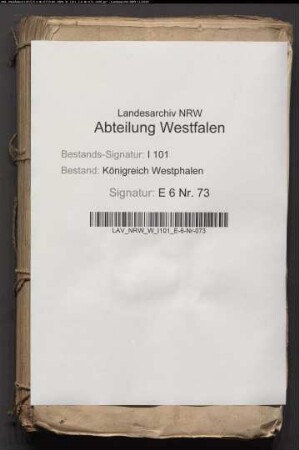 Landesarchiv NRW
Abteilung Westfalen
Bestands-Signatur: I 101
Bestand: Königreich Westphalen
Signatur: E 6 Nr. 73
LAV_NRW_W_I101_E-6-Nr-073